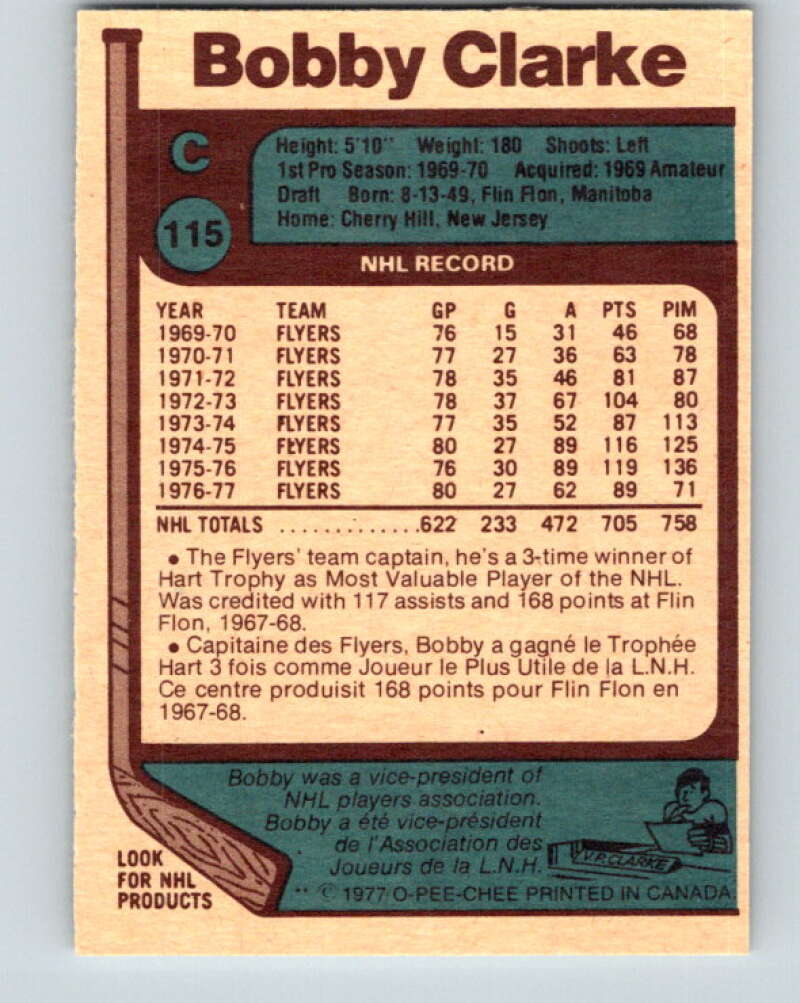 Bobby Clarke
C
Height: 5'10" Weight: 180 Shoots: Left
1st Pro Season: 1969-70 Acquired: 1969 Amateur
Draft Born: 8-13-49, Flin Flon, Manitoba
Home: Cherry Hill, New Jersey
115
NHL RECORD
YEAR TEAM GP G A PTS PIM
1969-70 FLYERS 76 15 31 46 68
1970-71 FLYERS 77 27 36 63 78
1971-72 FLYERS 78 35 46 81 87
1972-73 FLYERS 78 37 67 104 80
1973-74 FLYERS 77 35 52 87 113
1974-75 FLYERS 80 27 89 116 125
1975-76 FLYERS 76 30 89 119 136
1976-77 FLYERS 80 27 62 89 71
NHL TOTALS ..............622 233 472 705 758
• The Flyers' team captain, he's a 3-time winner of
Hart Trophy as Most Valuable Player of the NHL.
Was credited with 117 assists and 168 points at Flin
Flon, 1967-68.
• Capitaine des Flyers, Bobby a gagné le Trophée
Hart 3 fois comme Joueur le Plus Utile de la L.N.H.
Ce centre produisit 168 points pour Flin Flon en
1967-68.
Bobby was a vice-president of
NHL players association.
Bobby a été vice-président
de l'Association des
Joueurs de la L.N.H.
V.P. CLARKE
LOOK
FOR NHL
PRODUCTS
** © 1977 O-PEE-CHEE PRINTED IN CANADA